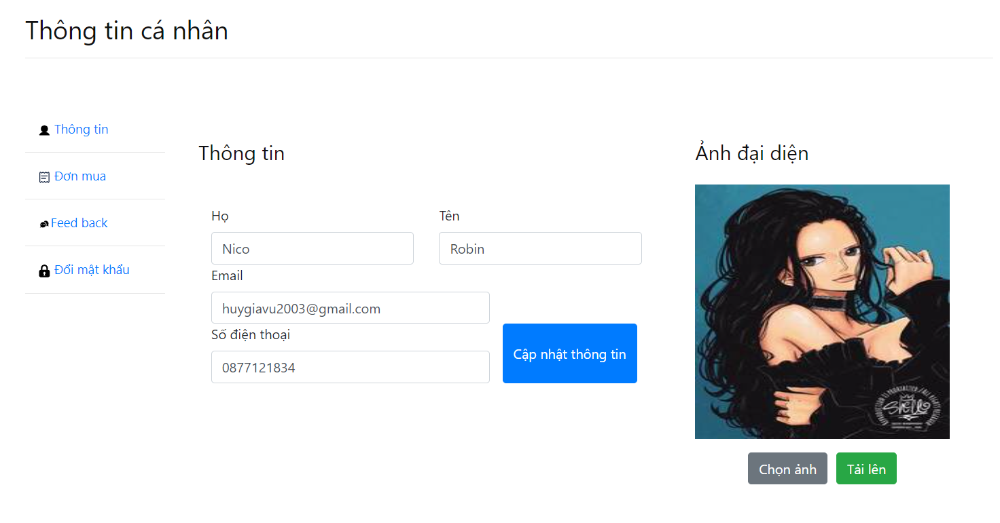 Thông tin cá nhân
Thông tin
Đơn mua
Feed back
Đổi mật khẩu
Thông tin
Họ
Tên
Nico
Robin
Email
huygiavu2003@gmail.com
Số điện thoại
0877121834
Cập nhật thông tin
Ảnh đại diện
Chọn ảnh
Tải lên